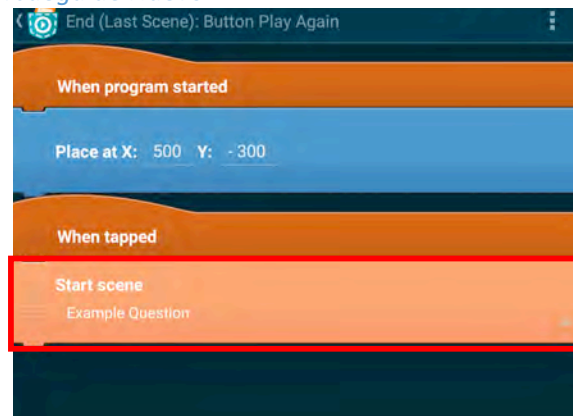 End (Last Scene): Button Play Again
When program started
Place at X: 500 Y: -300
When tapped
Start scene
Example Question